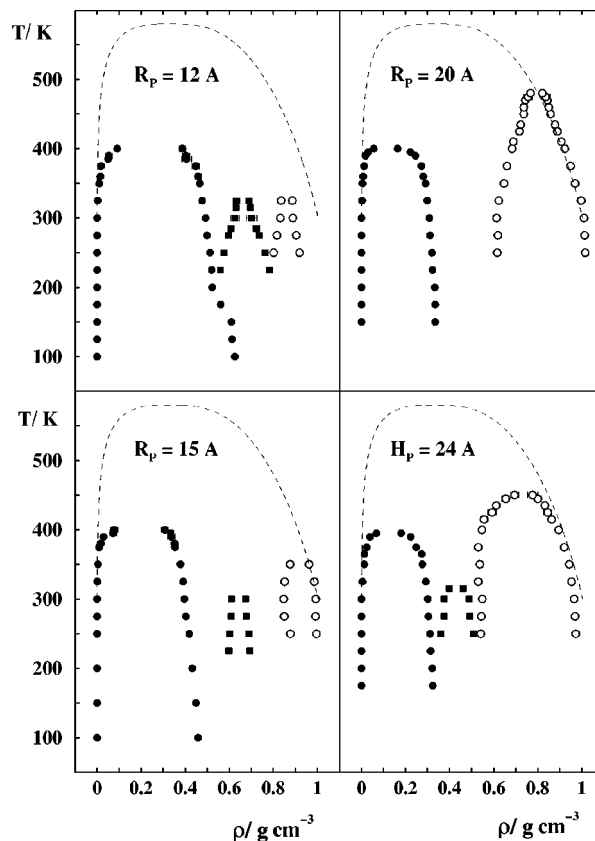 T/ K
R_P = 12 A
R_P = 20 A
500
400
300
200
100
T/ K
R_P = 15 A
H_P = 24 A
500
400
300
200
100
0 0.2 0.4 0.6 0.8 1
0 0.2 0.4 0.6 0.8 1
ρ/ g cm⁻³
ρ/ g cm⁻³